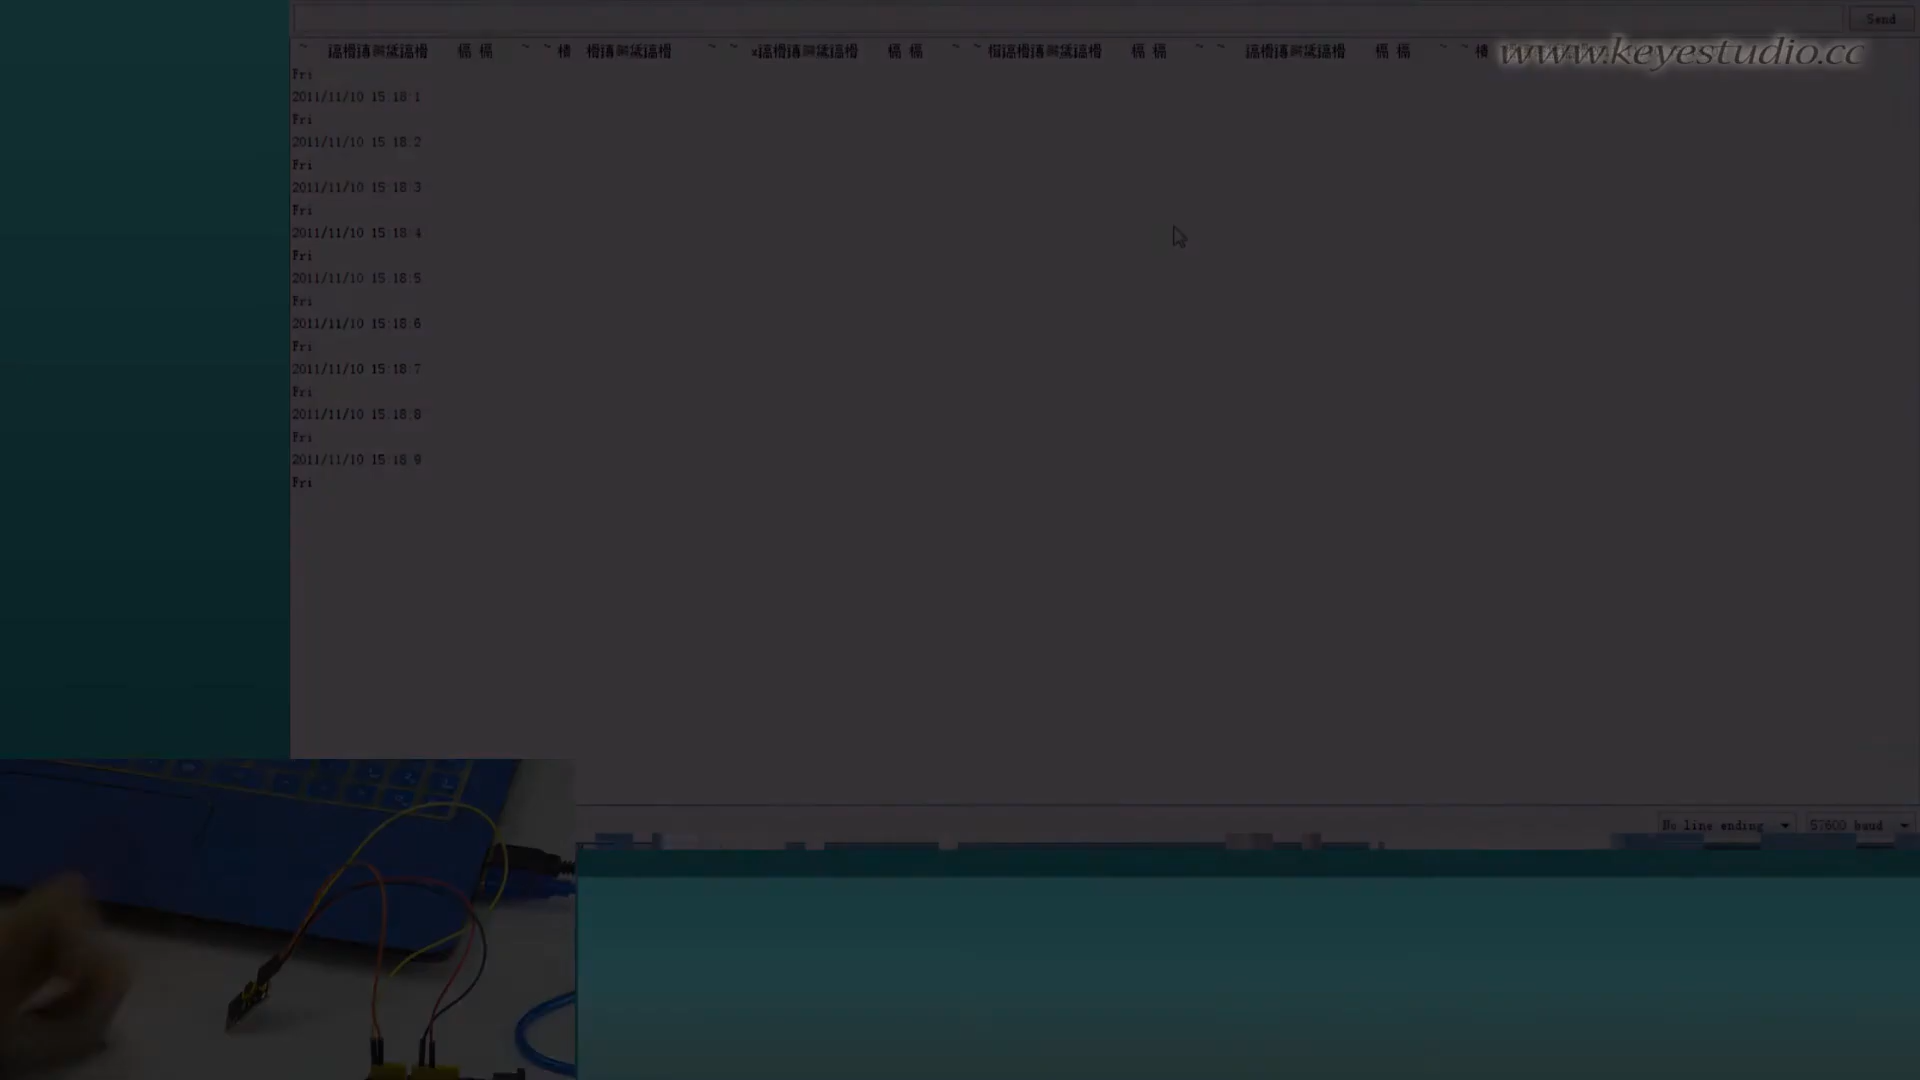 Send
www.keyestudio.cc
Fri
2011/11/10 15:18:1
Fri
2011/11/10 15:18:2
Fri
2011/11/10 15:18:3
Fri
2011/11/10 15:18:4
Fri
2011/11/10 15:18:5
Fri
2011/11/10 15:18:6
Fri
2011/11/10 15:18:7
Fri
2011/11/10 15:18:8
Fri
2011/11/10 15:18:9
Fri
No line ending
57600 baud